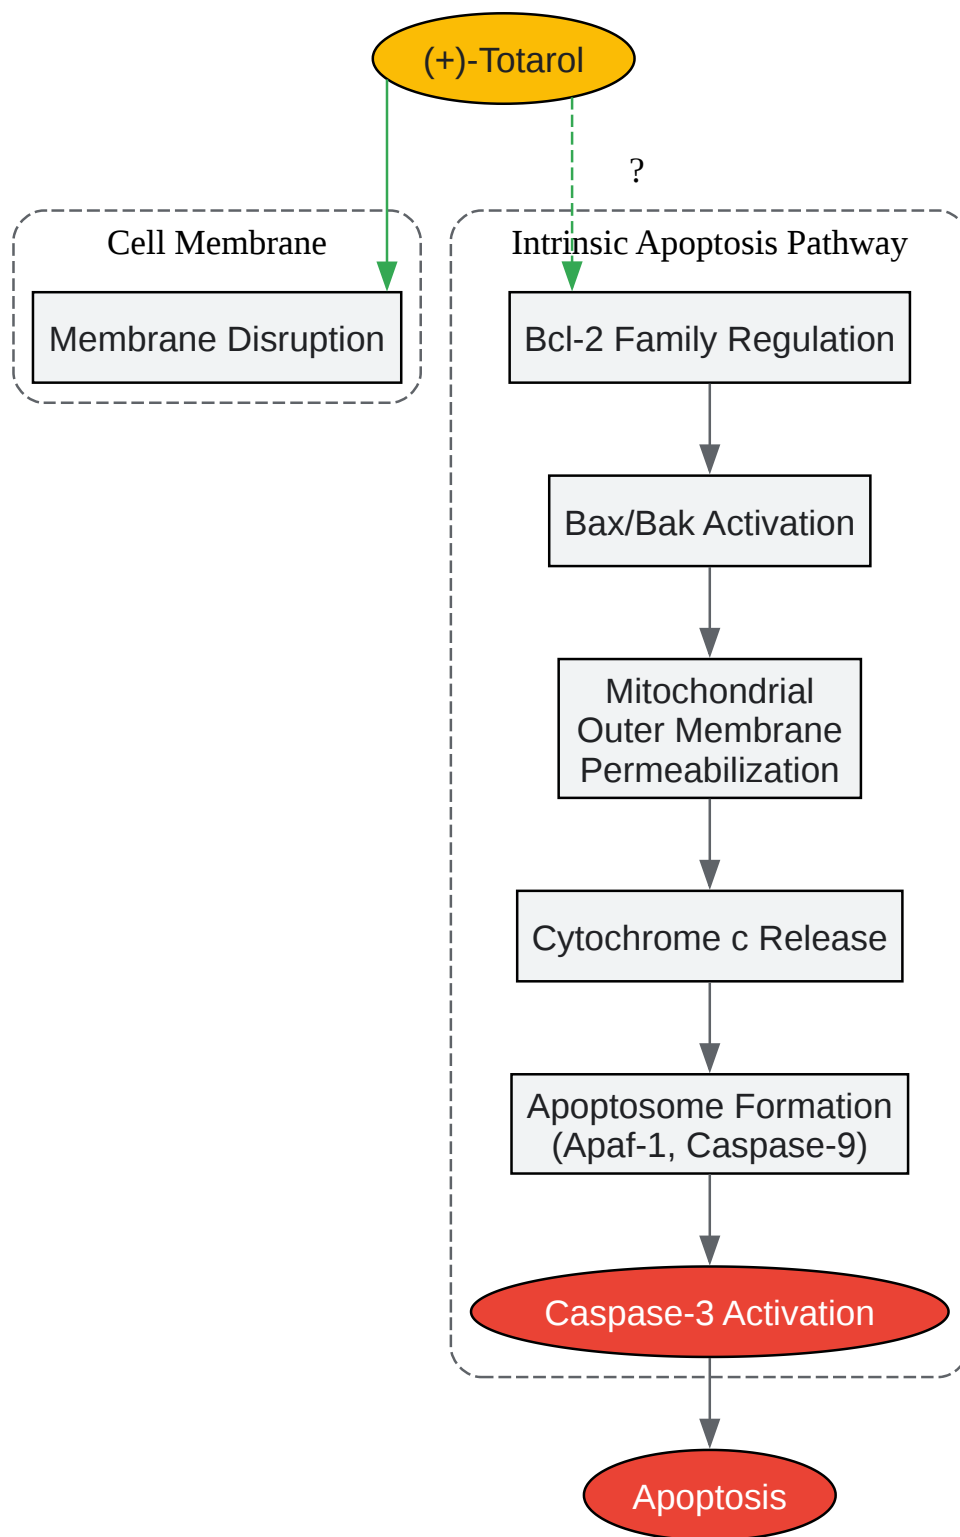 (+)-Totarol
?
Cell Membrane
Intrinsic Apoptosis Pathway
Membrane Disruption
Bcl-2 Family Regulation
Bax/Bak Activation
Mitochondrial
Outer Membrane
Permeabilization
Cytochrome c Release
Apoptosome Formation
(Apaf-1, Caspase-9)
Caspase-3 Activation
Apoptosis